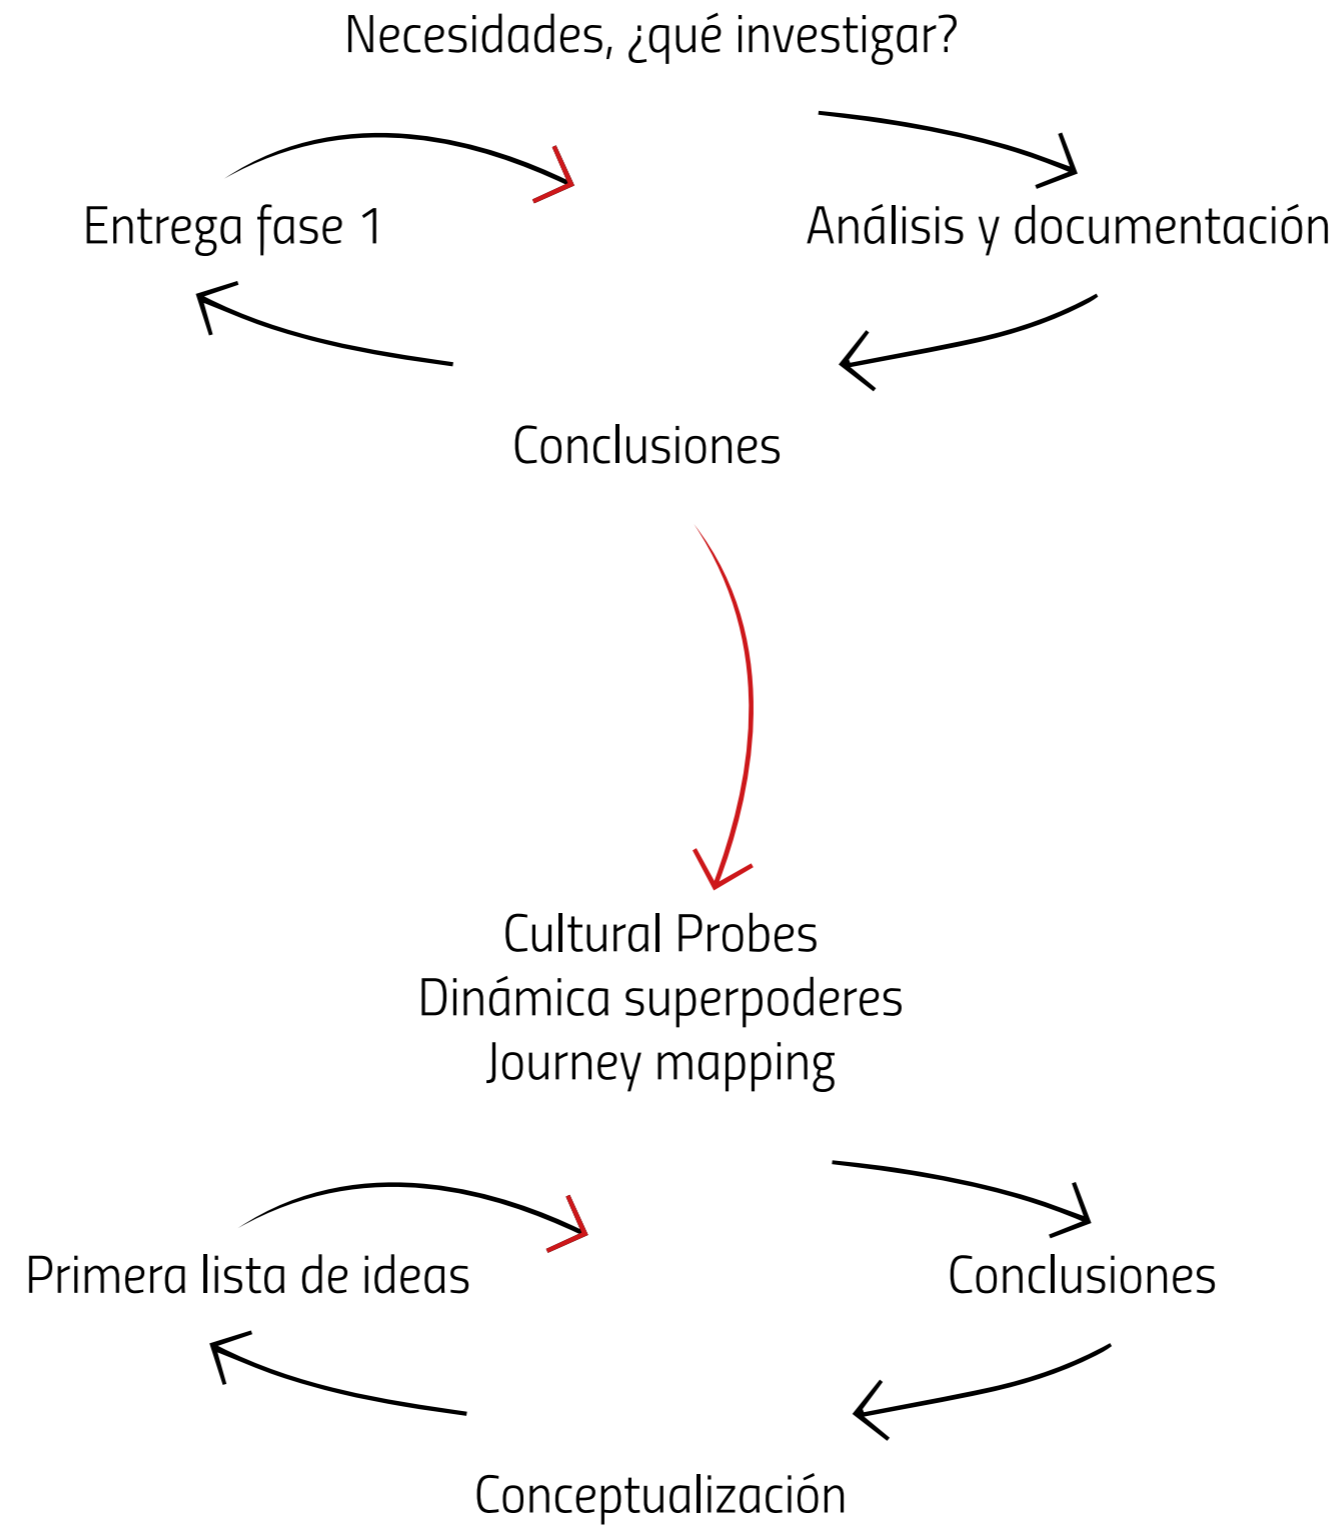 Necesidades, ¿qué investigar?
Entrega fase 1
Análisis y documentación
Conclusiones
Cultural Probes
Dinámica superpoderes
Journey mapping
Primera lista de ideas
Conclusiones
Conceptualización